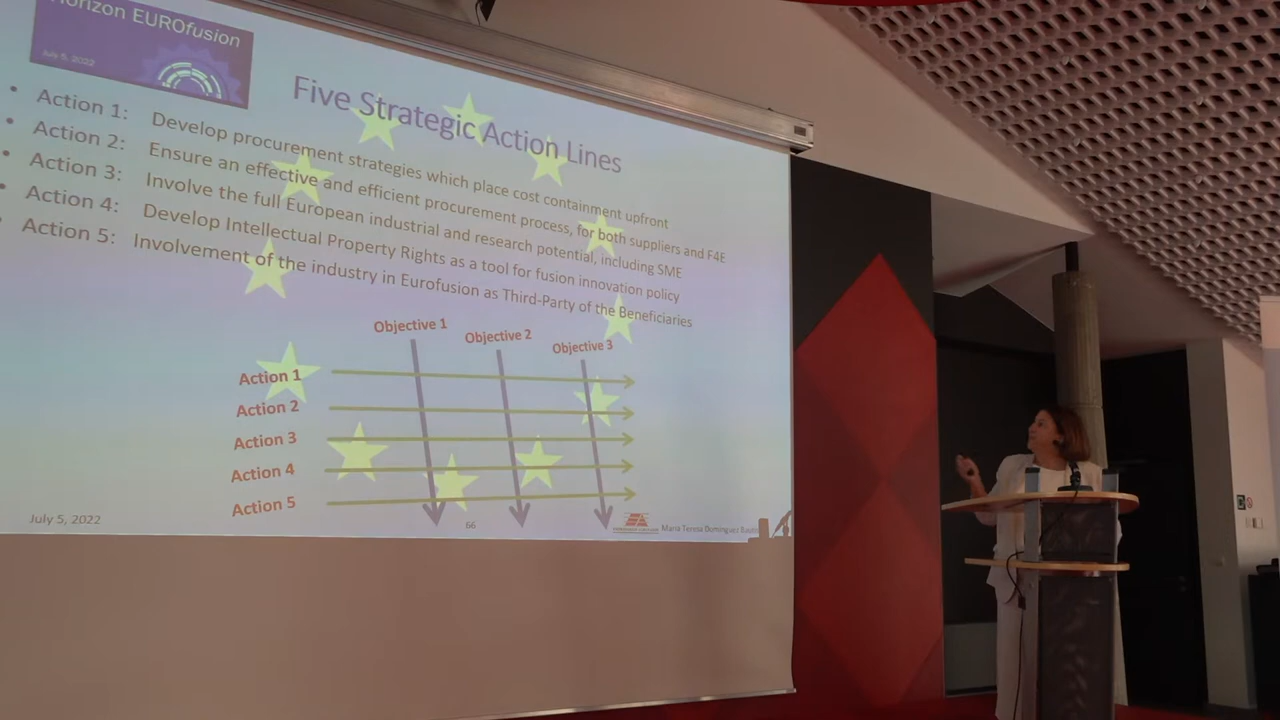 Horizon EUROfusion
July 5, 2022
Five Strategic Action Lines
• Action 1: Develop procurement strategies which place cost containment upfront
• Action 2: Ensure an effective and efficient procurement process, for both suppliers and F4E
• Action 3: Involve the full European industrial and research potential, including SME
• Action 4: Develop Intellectual Property Rights as a tool for fusion innovation policy
• Action 5: Involvement of the industry in Eurofusion as Third-Party of the Beneficiaries
Objective 1 Objective 2 Objective 3
Action 1
Action 2
Action 3
Action 4
Action 5
July 5, 2022 66 Maria Teresa Dominguez